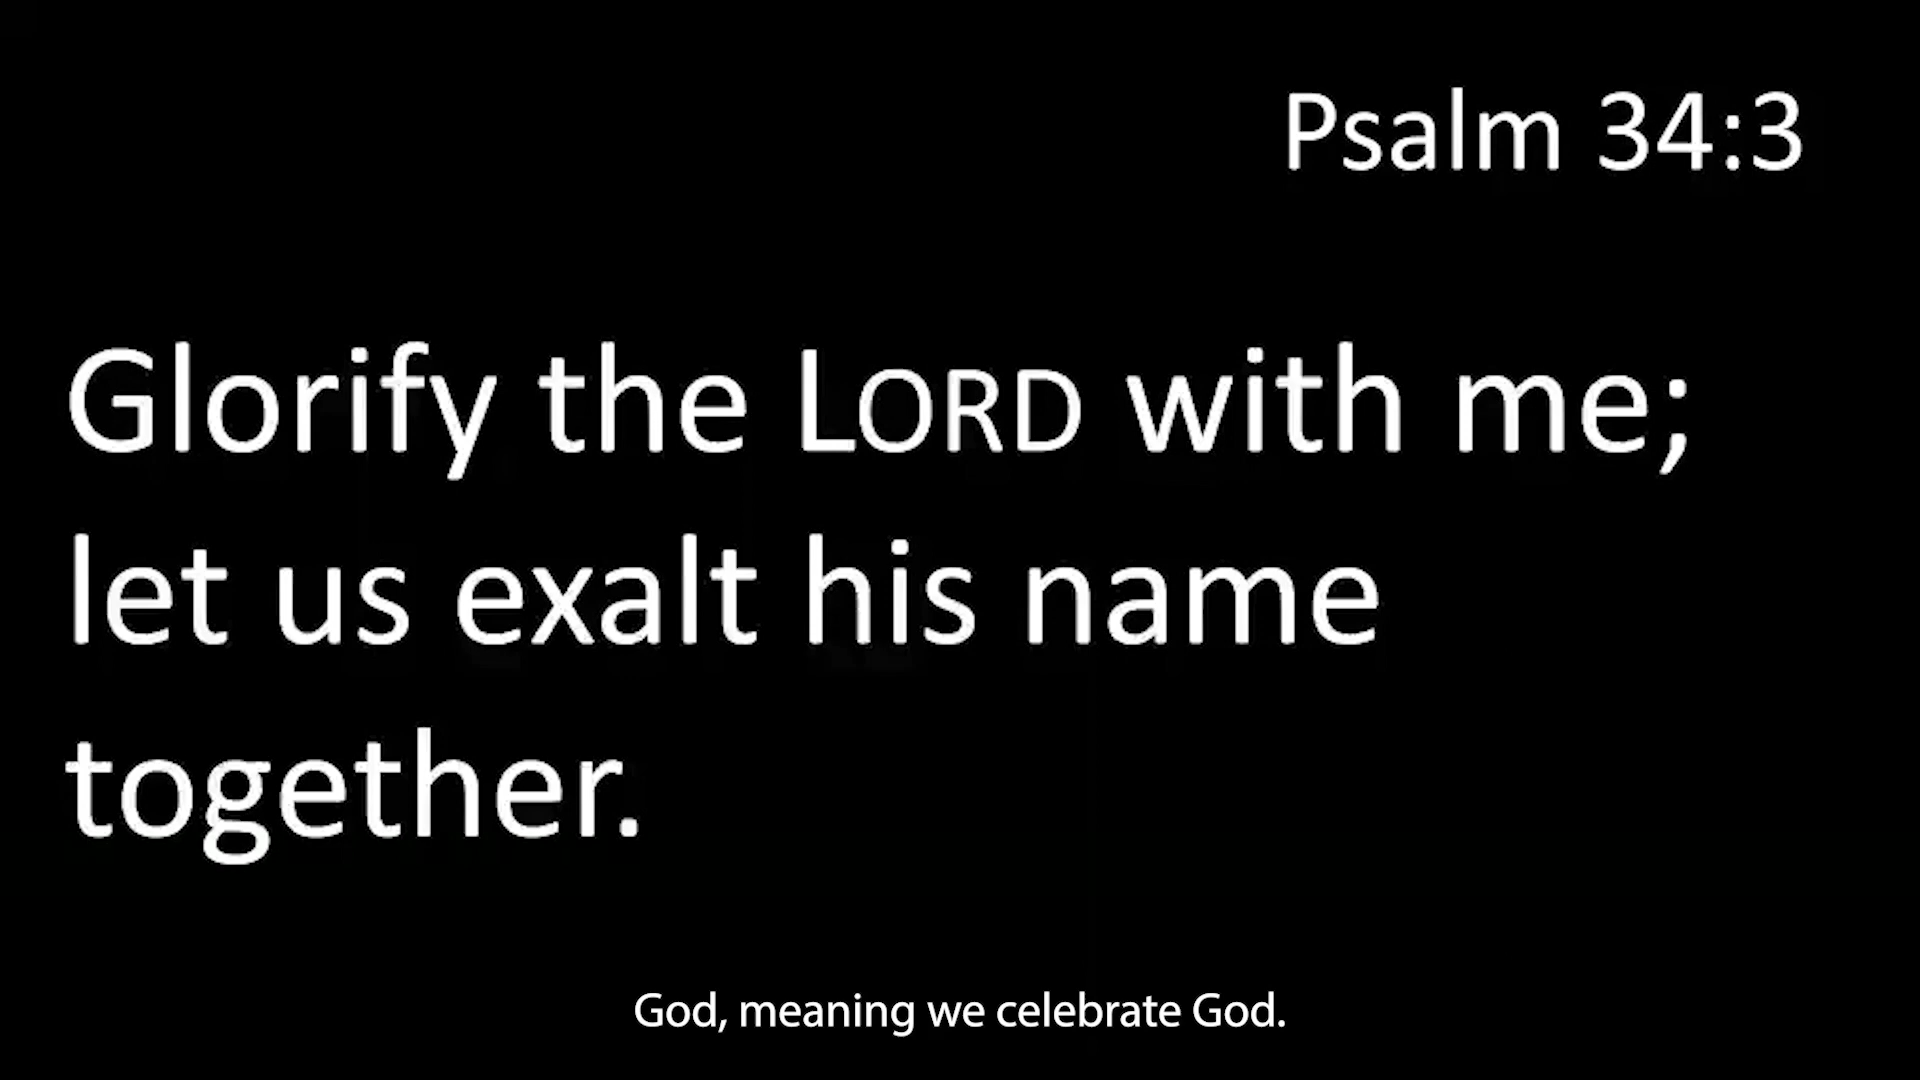 Psalm 34:3
Glorify the LORD with me;
let us exalt his name
together.
God, meaning we celebrate God.